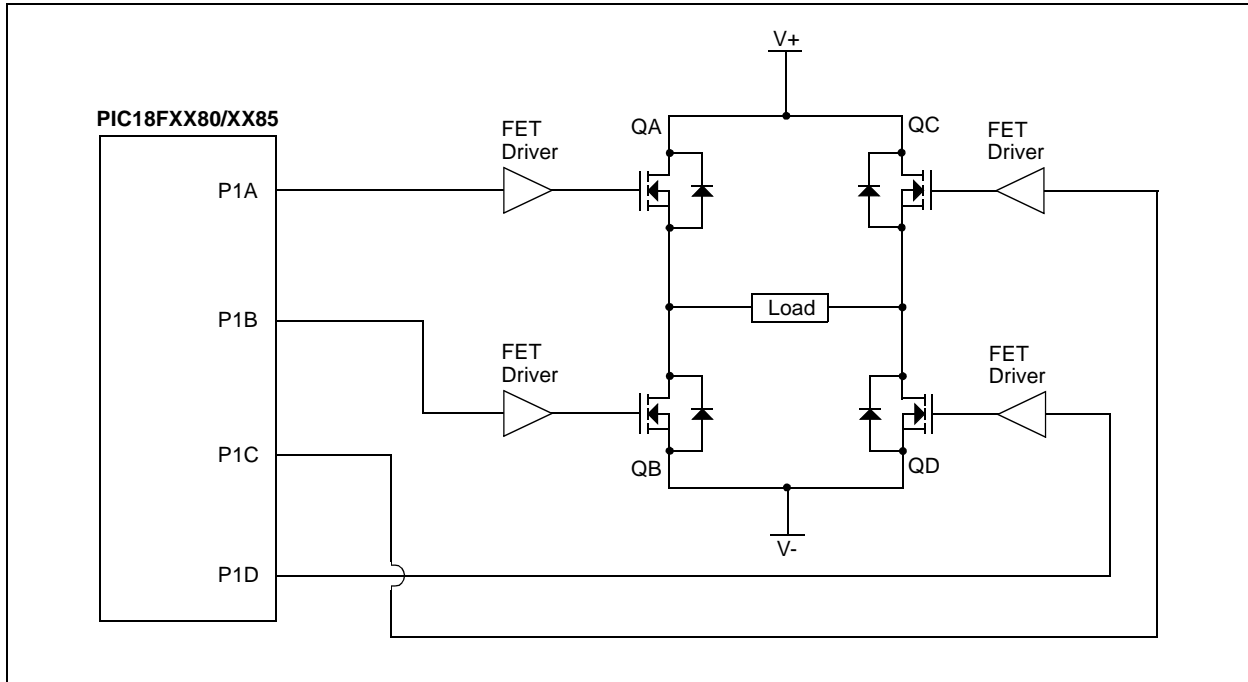 V+
PIC18FXX80/XX85
FET
Driver
QA
QC
FET
Driver
P1A
P1B
Load
FET
Driver
FET
Driver
P1C
QB
QD
V-
P1D